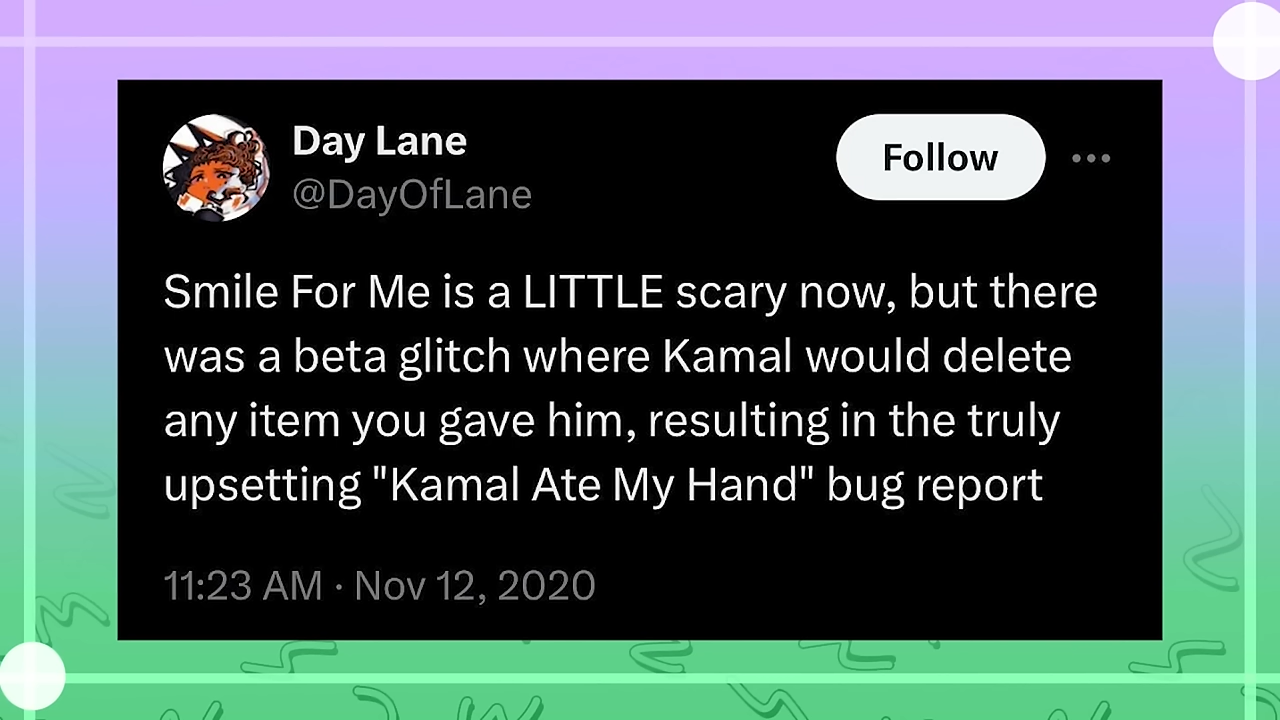 Day Lane
@DayOfLane
Follow
Smile For Me is a LITTLE scary now, but there
was a beta glitch where Kamal would delete
any item you gave him, resulting in the truly
upsetting "Kamal Ate My Hand" bug report
11:23 AM · Nov 12, 2020